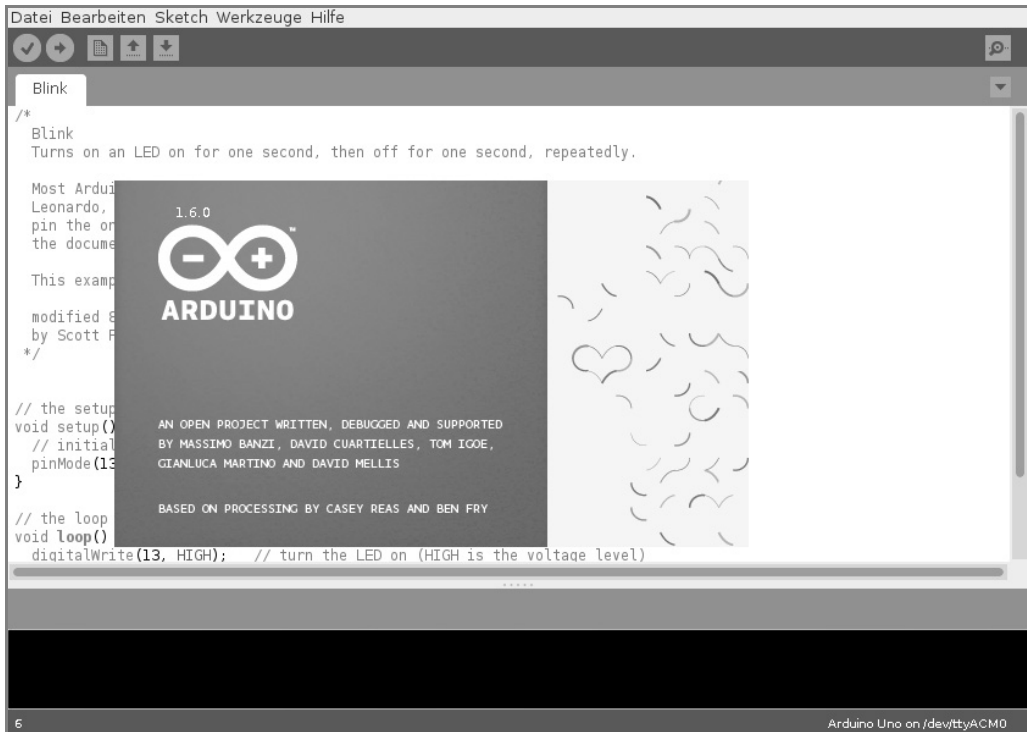 Datei Bearbeiten Sketch Werkzeuge Hilfe
Blink
/*
Blink
Turns on an LED on for one second, then off for one second, repeatedly.
Most Ardui
Leonardo,
pin the on
the docume
This examp
modified 8
by Scott F
*/
// the setup
void setup()
// initial
pinMode(13
}
// the loop
void loop()
digitalWrite(13, HIGH); // turn the LED on (HIGH is the voltage level)
1.6.0
™
ARDUINO
AN OPEN PROJECT WRITTEN, DEBUGGED AND SUPPORTED
BY MASSIMO BANZI, DAVID CUARTIELLES, TOM IGOE,
GIANLUCA MARTINO AND DAVID MELLIS
BASED ON PROCESSING BY CASEY REAS AND BEN FRY
6
Arduino Uno on /dev/ttyACM0